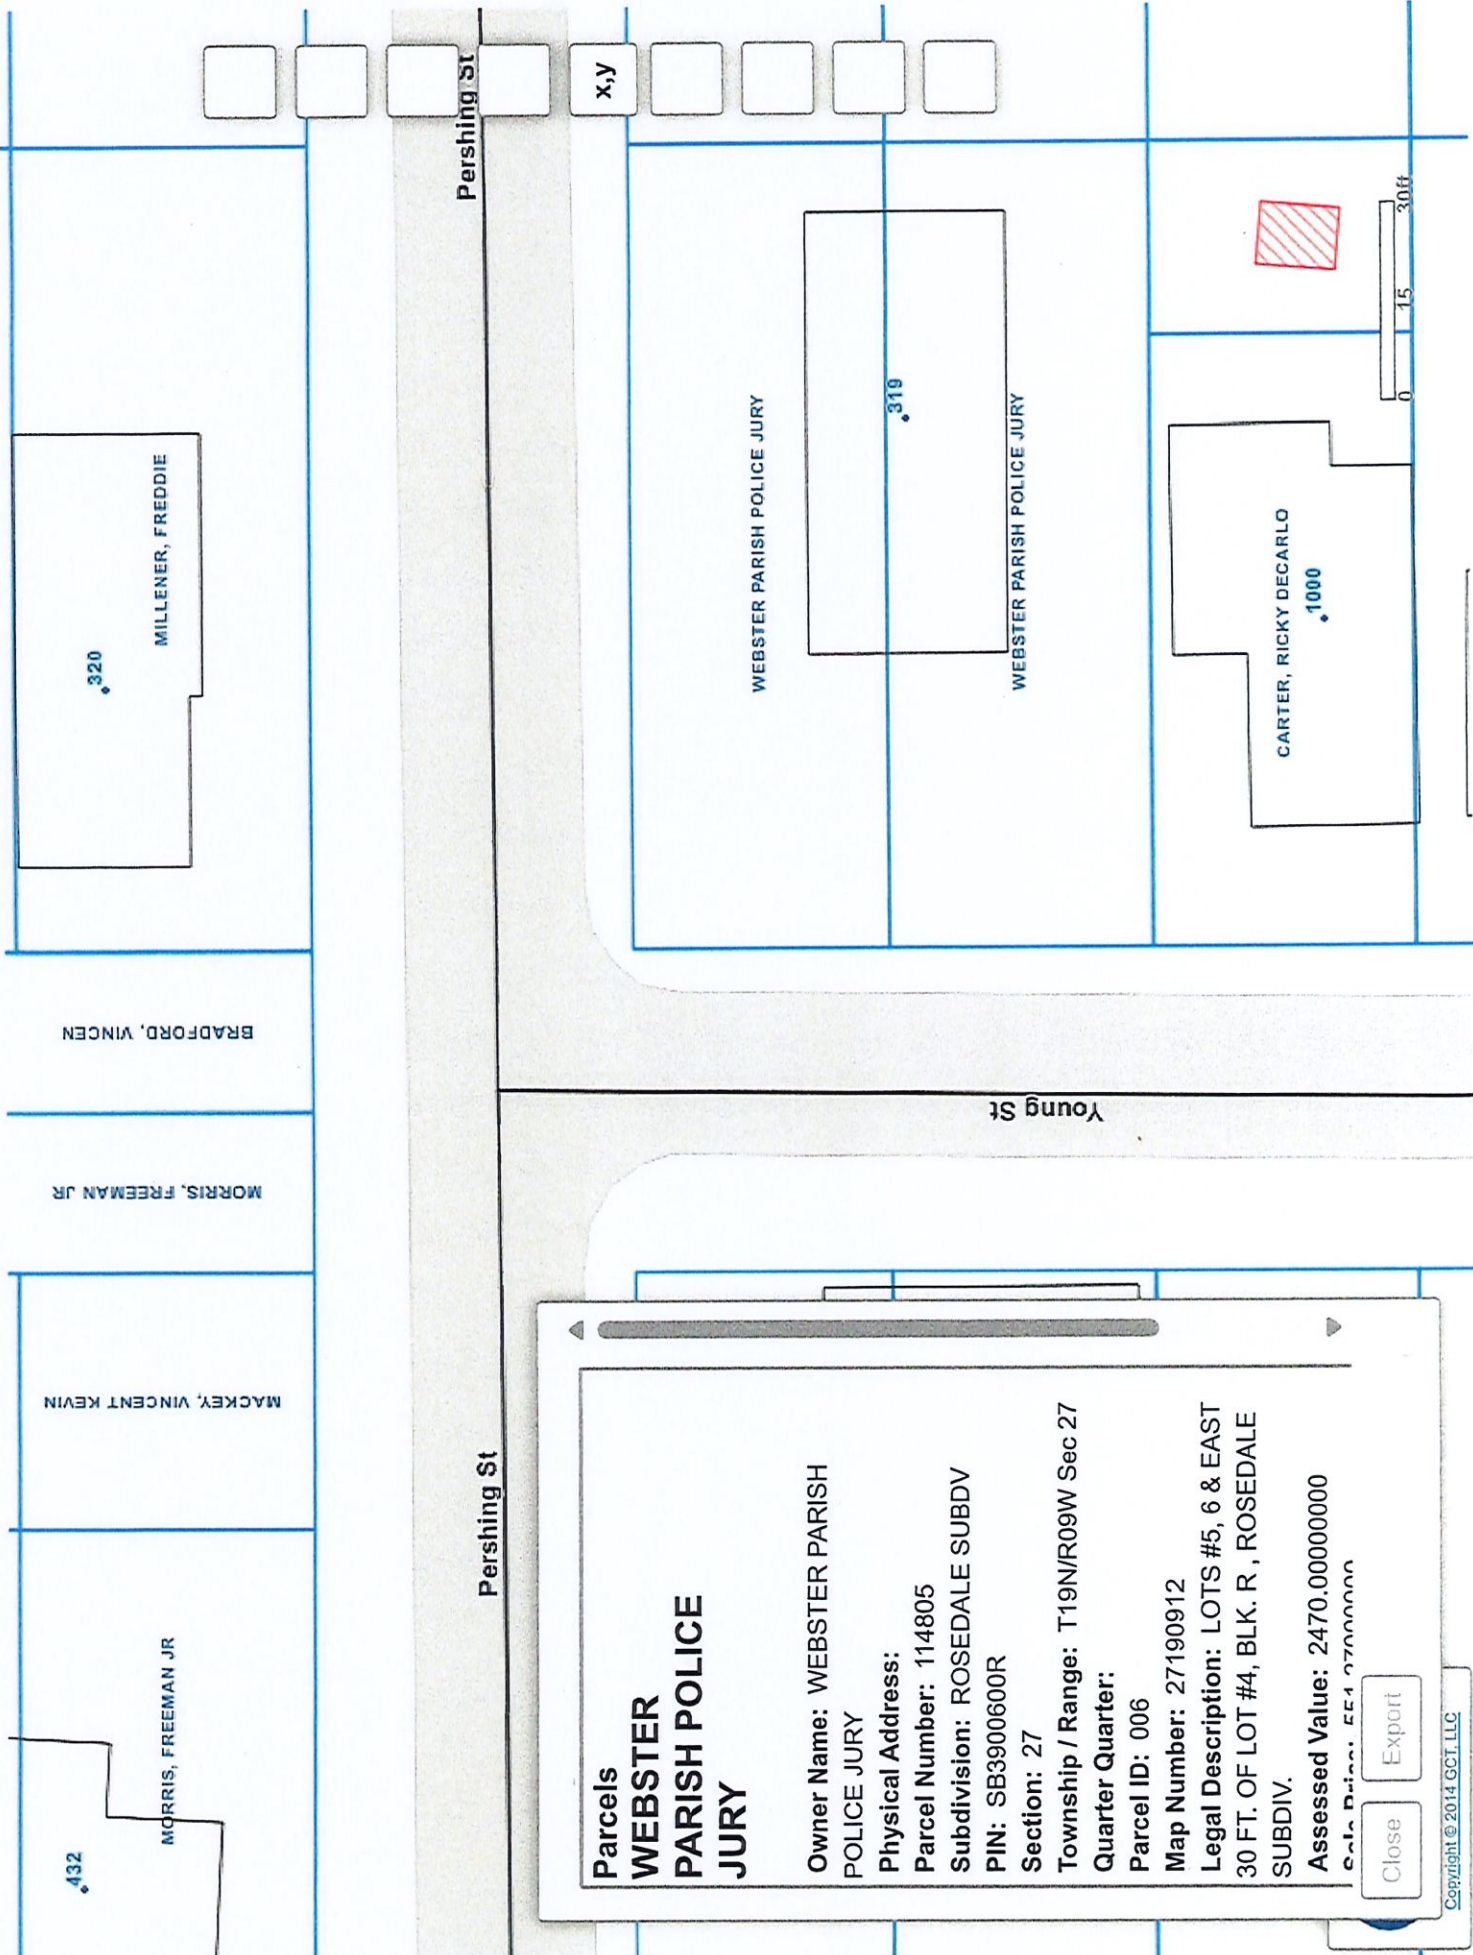 432
MORRIS, FREEMAN JR
MACKEY, VINCENT KEVIN
MORRIS, FREEMAN JR
BRADFORD, VINCEN
320
MILLENER, FREDDIE
Pershing St
Pershing St
x,y
Young St
WEBSTER PARISH POLICE JURY
319
WEBSTER PARISH POLICE JURY
CARTER, RICKY DECARLO
1000
0 15 30ft
Parcels
WEBSTER
PARISH POLICE
JURY
Owner Name: WEBSTER PARISH
POLICE JURY
Physical Address:
Parcel Number: 114805
Subdivision: ROSEDALE SUBDV
PIN: SB3900600R
Section: 27
Township / Range: T19N/R09W Sec 27
Quarter Quarter:
Parcel ID: 006
Map Number: 27190912
Legal Description: LOTS #5, 6 & EAST
30 FT. OF LOT #4, BLK. R , ROSEDALE
SUBDIV.
Assessed Value: 2470.00000000
Close Export
Copyright © 2014 GCT, LLC